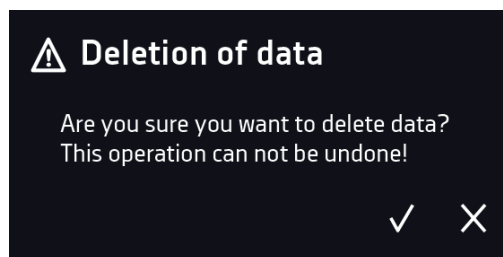 Deletion of data
Are you sure you want to delete data?
This operation can not be undone!